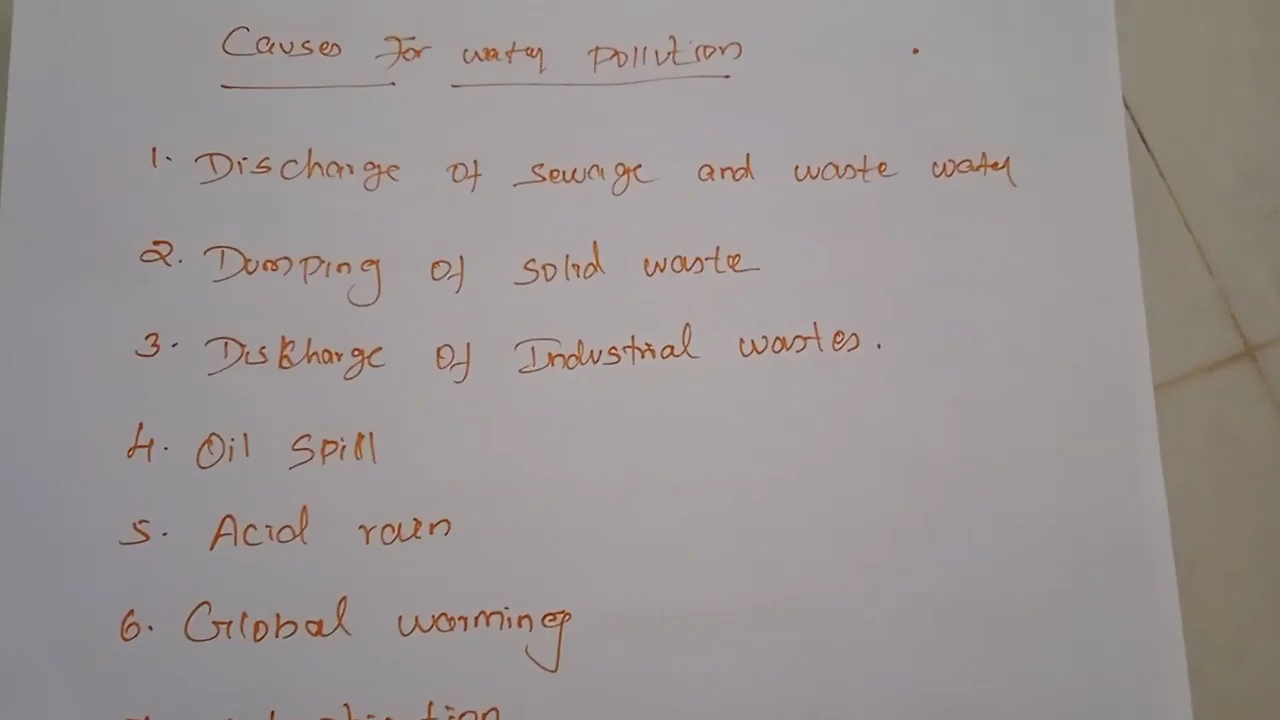 Causes For water pollution
1. Discharge of sewage and waste water
2. Dumping of solid waste
3. Discharge of Industrial wastes.
4. Oil Spill
5. Acid rain
6. Global warming